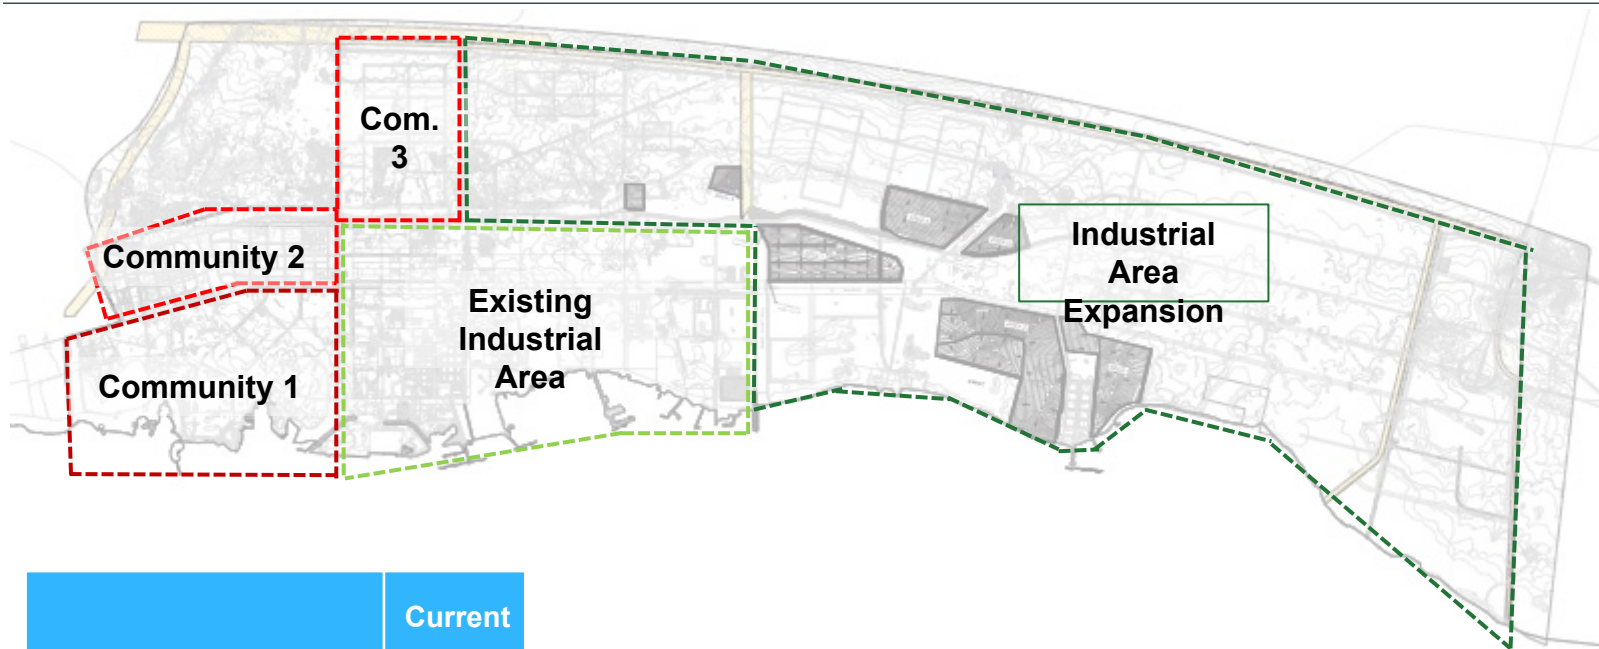 Com.
3
Community 2
Industrial
Area
Expansion
Existing
Industrial
Area
Community 1
Current